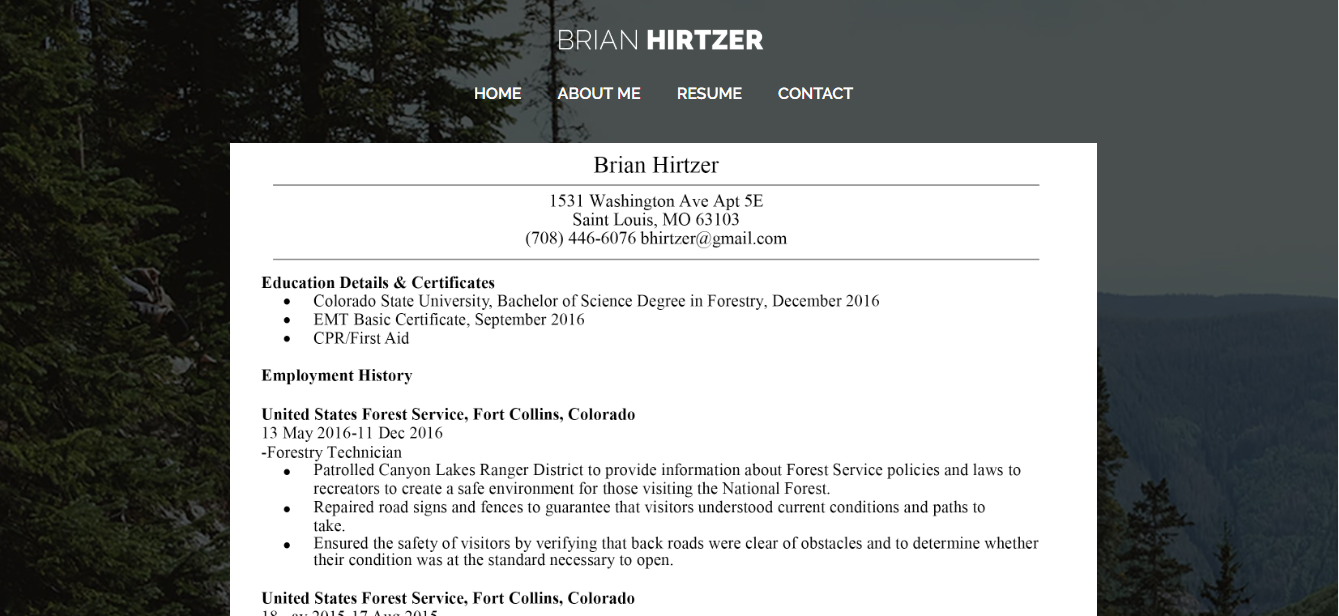 BRIAN HIRTZER
HOME ABOUT ME RESUME CONTACT
Brian Hirtzer
1531 Washington Ave Apt 5E
Saint Louis, MO 63103
(708) 446-6076 bhirtzer@gmail.com
Education Details & Certificates
• Colorado State University, Bachelor of Science Degree in Forestry, December 2016
• EMT Basic Certificate, September 2016
• CPR/First Aid
Employment History
United States Forest Service, Fort Collins, Colorado
13 May 2016-11 Dec 2016
-Forestry Technician
• Patrolled Canyon Lakes Ranger District to provide information about Forest Service policies and laws to
recreators to create a safe environment for those visiting the National Forest.
• Repaired road signs and fences to guarantee that visitors understood current conditions and paths to
take.
• Ensured the safety of visitors by verifying that back roads were clear of obstacles and to determine whether
their condition was at the standard necessary to open.
United States Forest Service, Fort Collins, Colorado
2015-17 Aug 2015